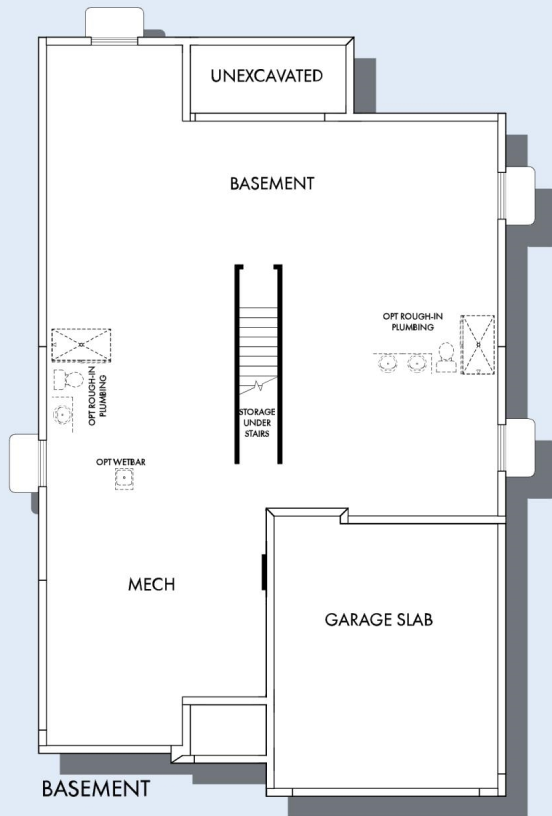 UNEXCAVATED
BASEMENT
OPT ROUGH-IN
PLUMBING
OPT ROUGH-IN
PLUMBING
STORAGE
UNDER
STAIRS
OPT WETBAR
MECH
GARAGE SLAB
BASEMENT